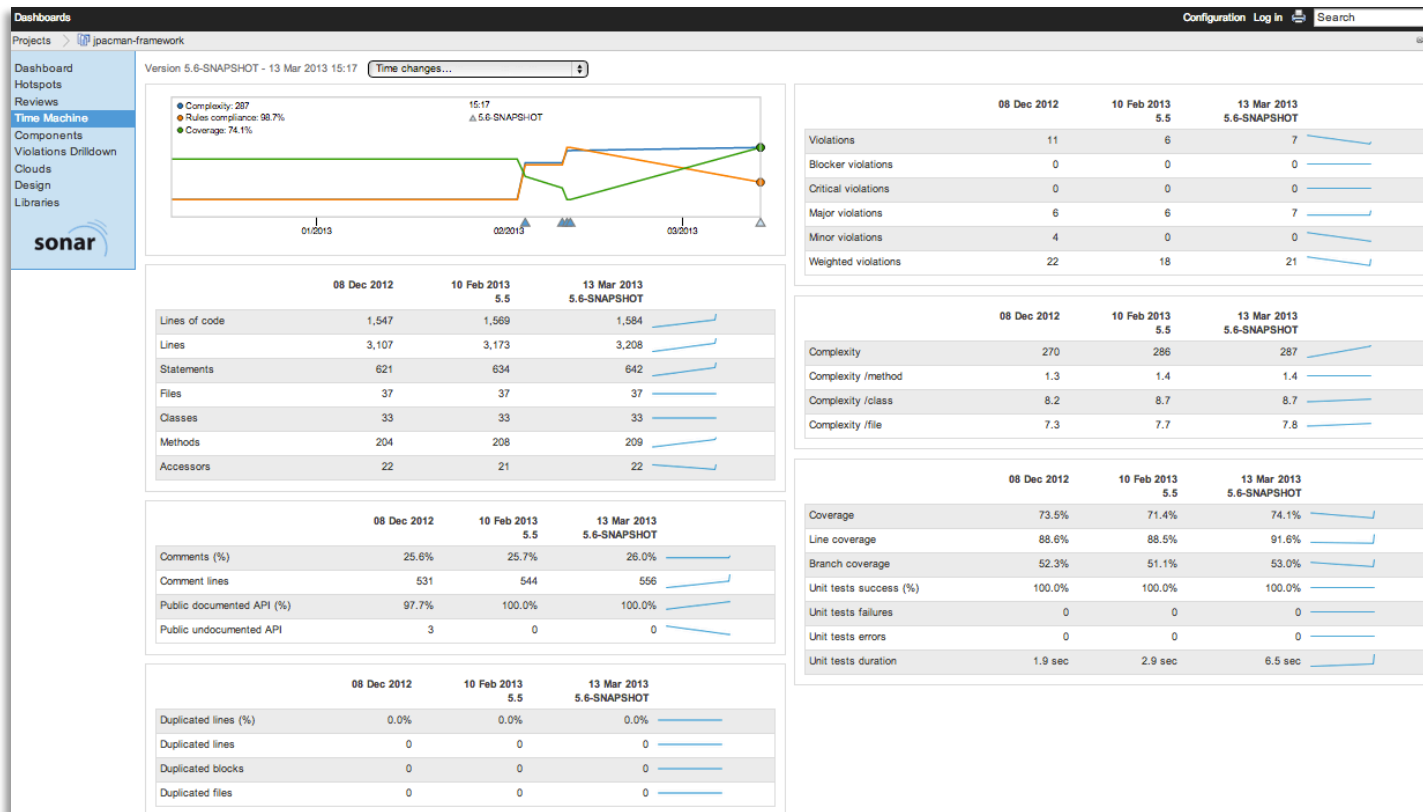 Dashboards
Configuration Log in Search
Projects jpacman-framework
Dashboard
Hotspots
Reviews
Time Machine
Components
Violations Drilldown
Clouds
Design
Libraries
sonar
Version 5.6-SNAPSHOT - 13 Mar 2013 15:17 Time changes...
Complexity: 287
Rules compliance: 98.7%
Coverage: 74.1%
15:17
5.6-SNAPSHOT
01/2013 02/2013 03/2013
08 Dec 2012 10 Feb 2013 13 Mar 2013
5.5 5.6-SNAPSHOT
Lines of code 1,547 1,569 1,584
Lines 3,107 3,173 3,208
Statements 621 634 642
Files 37 37 37
Classes 33 33 33
Methods 204 208 209
Accessors 22 21 22
08 Dec 2012 10 Feb 2013 13 Mar 2013
5.5 5.6-SNAPSHOT
Comments (%) 25.6% 25.7% 26.0%
Comment lines 531 544 556
Public documented API (%) 97.7% 100.0% 100.0%
Public undocumented API 3 0 0
08 Dec 2012 10 Feb 2013 13 Mar 2013
5.5 5.6-SNAPSHOT
Duplicated lines (%) 0.0% 0.0% 0.0%
Duplicated lines 0 0 0
Duplicated blocks 0 0 0
Duplicated files 0 0 0
08 Dec 2012 10 Feb 2013 13 Mar 2013
5.5 5.6-SNAPSHOT
Violations 11 6 7
Blocker violations 0 0 0
Critical violations 0 0 0
Major violations 6 6 7
Minor violations 4 0 0
Weighted violations 22 18 21
08 Dec 2012 10 Feb 2013 13 Mar 2013
5.5 5.6-SNAPSHOT
Complexity 270 286 287
Complexity /method 1.3 1.4 1.4
Complexity /class 8.2 8.7 8.7
Complexity /file 7.3 7.7 7.8
08 Dec 2012 10 Feb 2013 13 Mar 2013
5.5 5.6-SNAPSHOT
Coverage 73.5% 71.4% 74.1%
Line coverage 88.6% 88.5% 91.6%
Branch coverage 52.3% 51.1% 53.0%
Unit tests success (%) 100.0% 100.0% 100.0%
Unit tests failures 0 0 0
Unit tests errors 0 0 0
Unit tests duration 1.9 sec 2.9 sec 6.5 sec